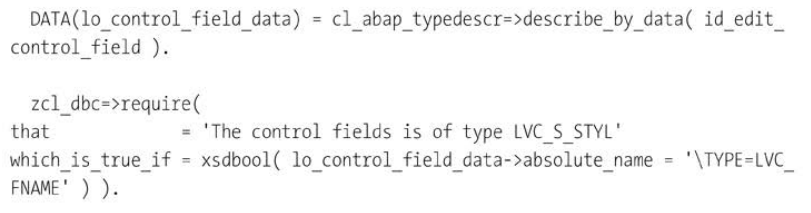 DATA(lo_control_field_data) = cl_abap_typedescr=>describe_by_data( id_edit_
control_field ).
zcl_dbc=>require(
that = 'The control fields is of type LVC_S_STYL'
which_is_true_if = xsdbool( lo_control_field_data->absolute_name = '\TYPE=LVC_
FNAME' ) ).